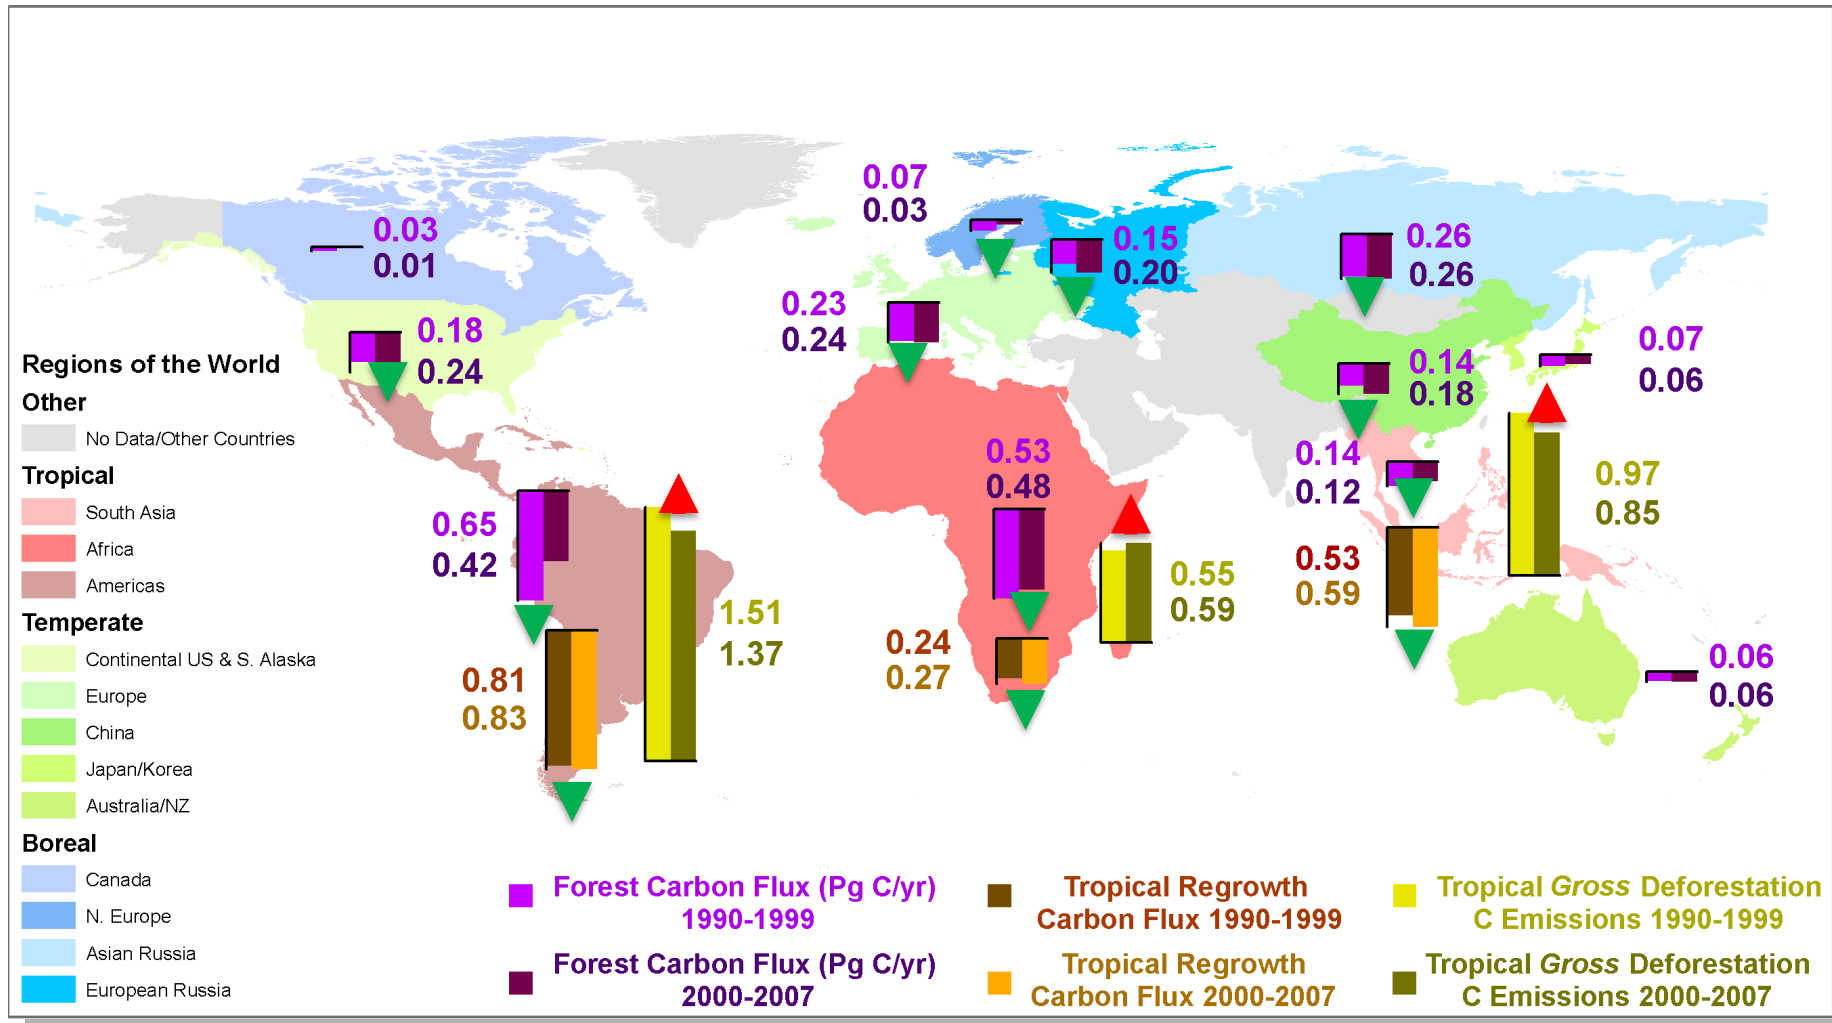 0.07
0.03
0.03
0.01
0.15
0.20
0.26
0.26
0.23
0.24
0.18
0.24
0.07
0.06
0.14
0.18
0.53
0.48
0.14
0.12
0.97
0.85
0.65
0.42
0.55
0.59
0.53
0.59
1.51
1.37
0.24
0.27
0.81
0.83
0.06
0.06
Regions of the World
Other
No Data/Other Countries
Tropical
South Asia
Africa
Americas
Temperate
Continental US & S. Alaska
Europe
China
Japan/Korea
Australia/NZ
Boreal
Canada
N. Europe
Asian Russia
European Russia
Forest Carbon Flux (Pg C/yr)
1990-1999
Forest Carbon Flux (Pg C/yr)
2000-2007
Tropical Regrowth
Carbon Flux 1990-1999
Tropical Regrowth
Carbon Flux 2000-2007
Tropical Gross Deforestation
C Emissions 1990-1999
Tropical Gross Deforestation
C Emissions 2000-2007